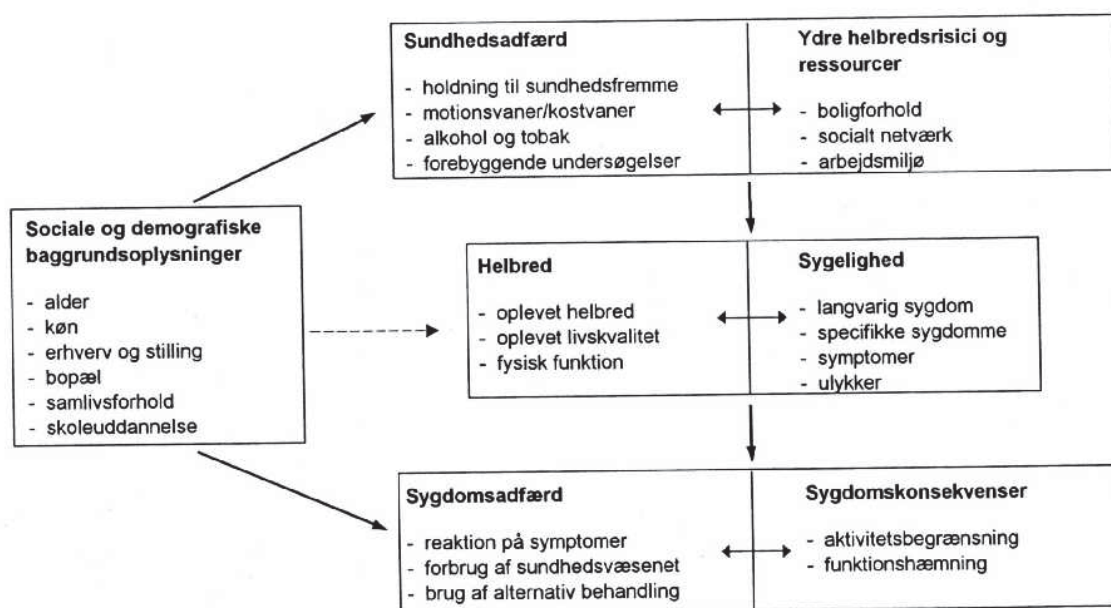 Sundhedsadfærd
- holdning til sundhedsfremme
- motionsvaner/kostvaner
- alkohol og tobak
- forebyggende undersøgelser
Ydre helbredsrisici og
ressourcer
- boligforhold
- socialt netværk
- arbejdsmiljø
Sociale og demografiske
baggrundsoplysninger
- alder
- køn
- erhverv og stilling
- bopæl
- samlivsforhold
- skoleuddannelse
Helbred
- oplevet helbred
- oplevet livskvalitet
- fysisk funktion
Sygelighed
- langvarig sygdom
- specifikke sygdomme
- symptomer
- ulykker
Sygdomsadfærd
- reaktion på symptomer
- forbrug af sundhedsvæsenet
- brug af alternativ behandling
Sygdomskonsekvenser
- aktivitetsbegrænsning
- funktionshæmning